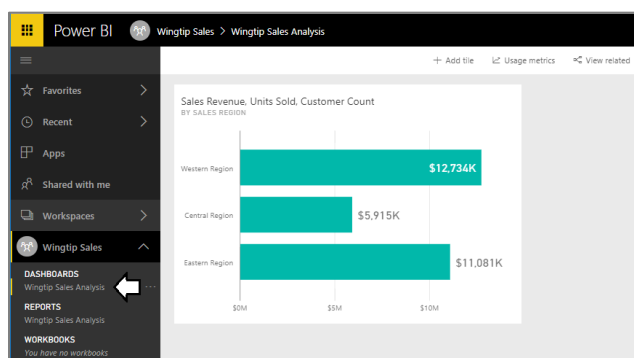 Power BI
Wingtip Sales > Wingtip Sales Analysis
+ Add tile
Usage metrics
View related
Favorites
Recent
Apps
Shared with me
Workspaces
Wingtip Sales
DASHBOARDS
Wingtip Sales Analysis
REPORTS
Wingtip Sales Analysis
WORKBOOKS
You have no workbooks
Sales Revenue, Units Sold, Customer Count
BY SALES REGION
Western Region
$12,734K
Central Region
$5,915K
Eastern Region
$11,081K
$0M
$5M
$10M